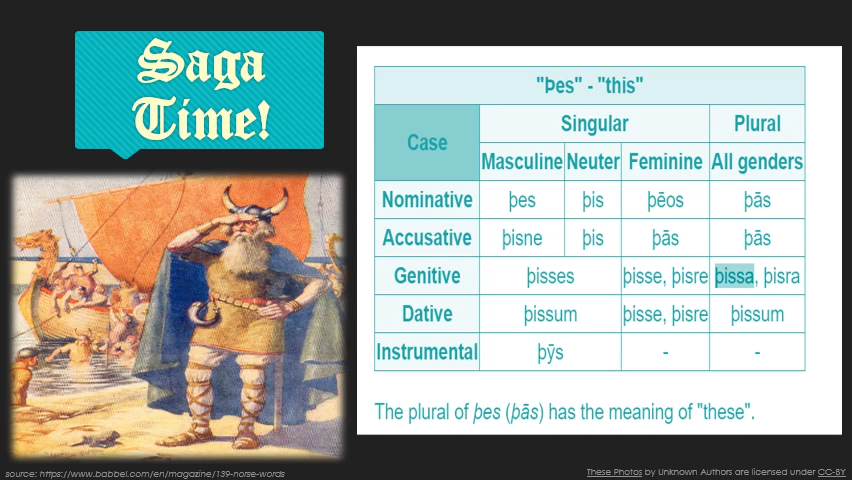 Saga
Time!
"Þes" - "this"
Case Singular Plural
Masculine Neuter Feminine All genders
Nominative þes þis þēos þās
Accusative þisne þis þās þās
Genitive þisses þisse, þisre þissa, þisra
Dative þissum þisse, þisre þissum
Instrumental þȳs - -
The plural of þes (þās) has the meaning of "these".
source: https://www.babbel.com/en/magazine/139-norse-words
These Photos by Unknown Authors are licensed under CC-BY